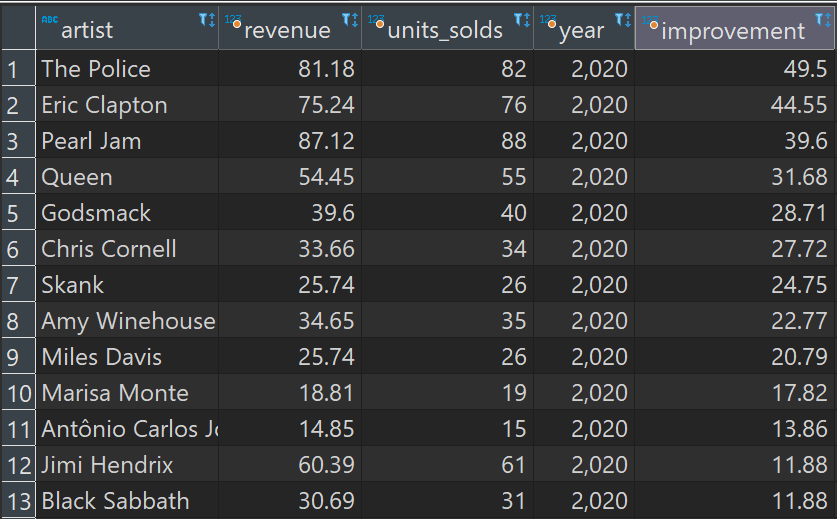 ABC artist 123 revenue 123 units_solds 123 year 123 improvement
1 The Police 81.18 82 2,020 49.5
2 Eric Clapton 75.24 76 2,020 44.55
3 Pearl Jam 87.12 88 2,020 39.6
4 Queen 54.45 55 2,020 31.68
5 Godsmack 39.6 40 2,020 28.71
6 Chris Cornell 33.66 34 2,020 27.72
7 Skank 25.74 26 2,020 24.75
8 Amy Winehouse 34.65 35 2,020 22.77
9 Miles Davis 25.74 26 2,020 20.79
10 Marisa Monte 18.81 19 2,020 17.82
11 Antônio Carlos Jo 14.85 15 2,020 13.86
12 Jimi Hendrix 60.39 61 2,020 11.88
13 Black Sabbath 30.69 31 2,020 11.88